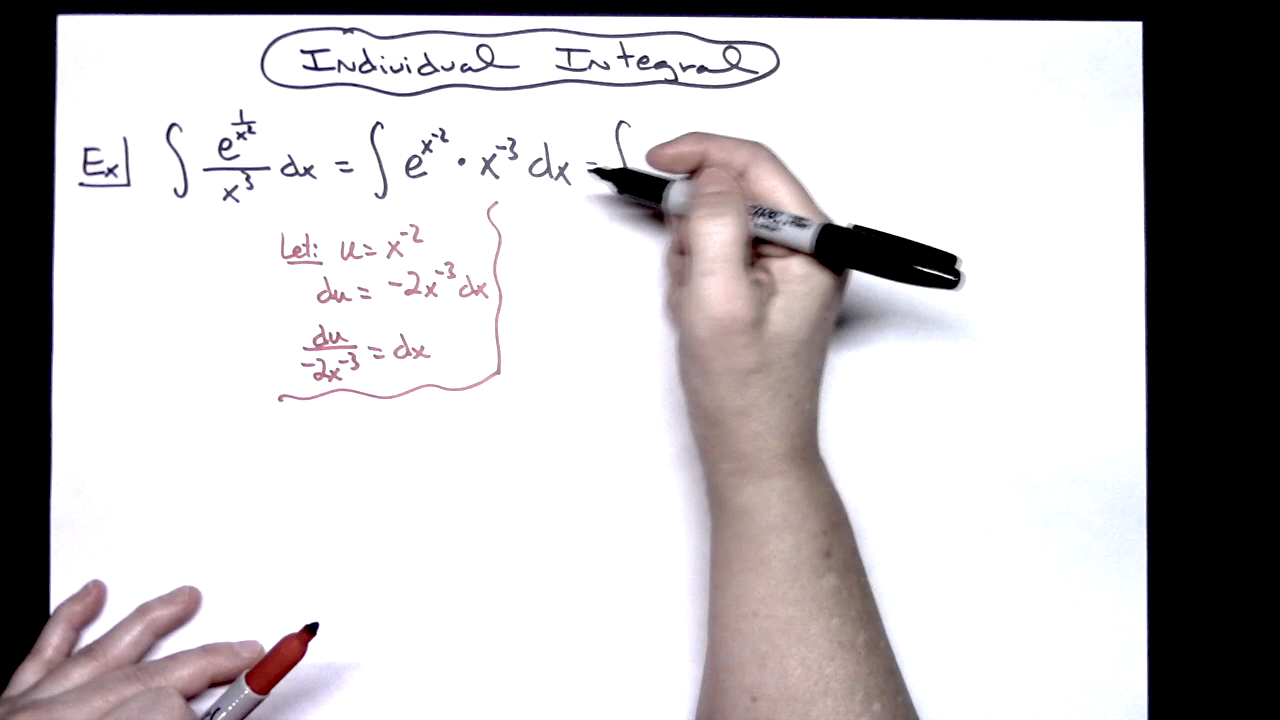 Individual Integral
Ex] ∫ e^(1/x²)/x³ dx = ∫ e^(x⁻²) · x⁻³ dx = ∫
Let: u = x⁻²
du = -2x⁻³ dx
du/(-2x⁻³) = dx